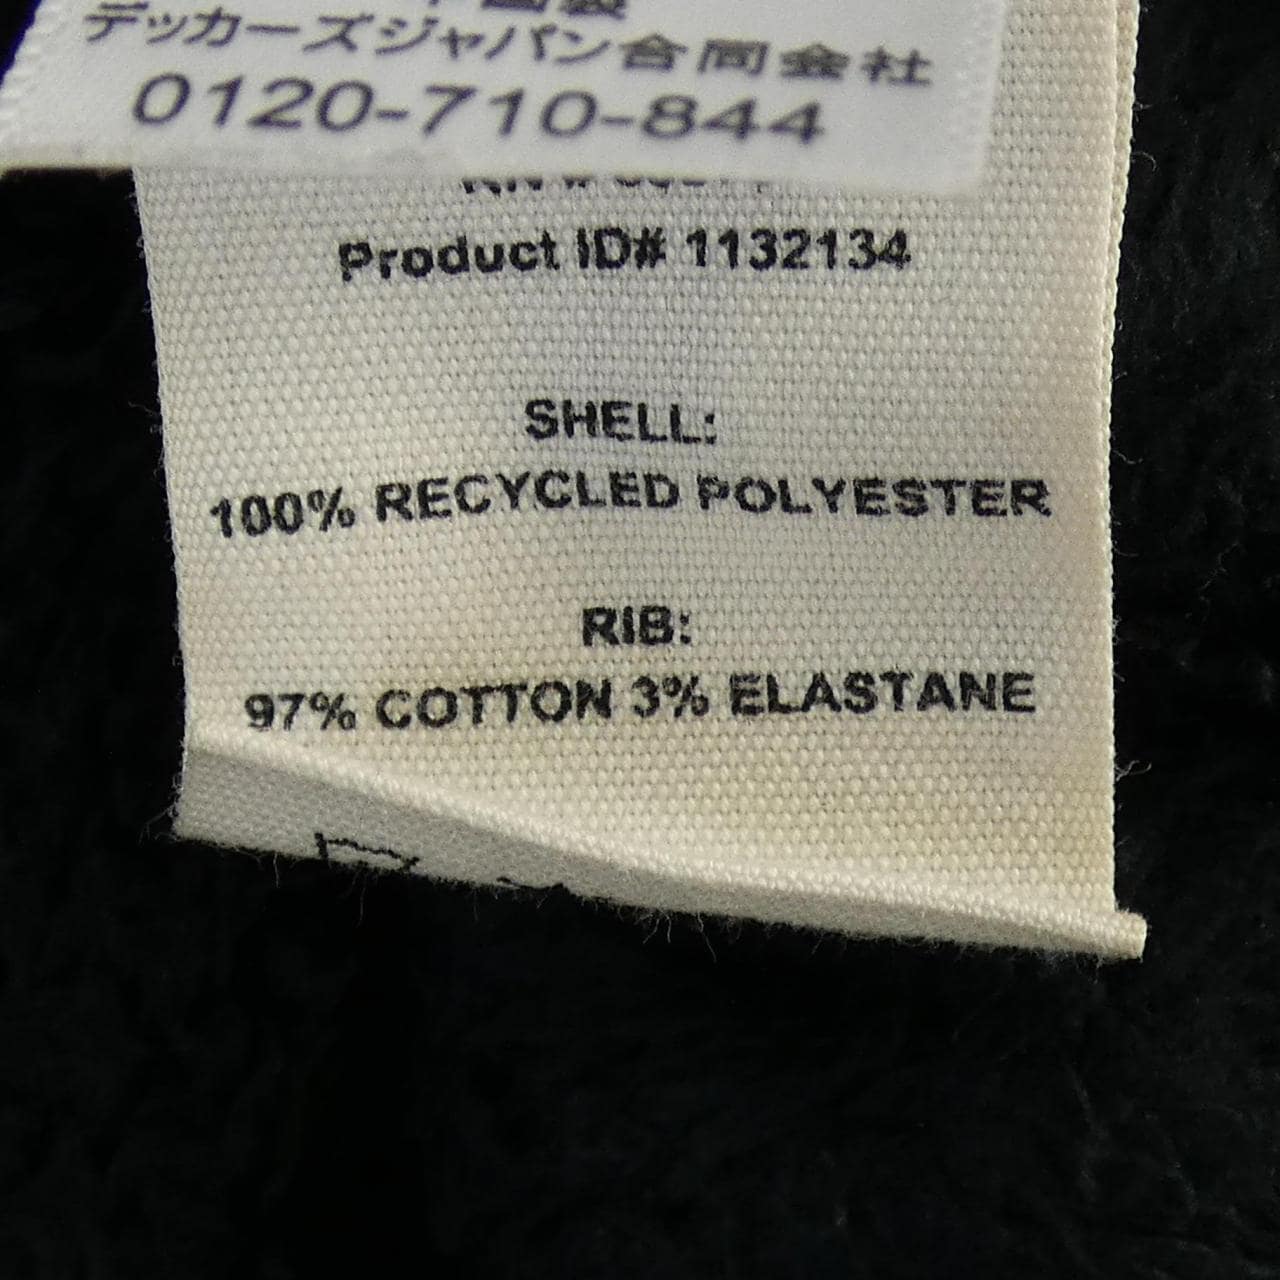 デッカーズジャパン合同会社
0120-710-844
Product ID# 1132134
SHELL:
100% RECYCLED POLYESTER
RIB:
97% COTTON 3% ELASTANE